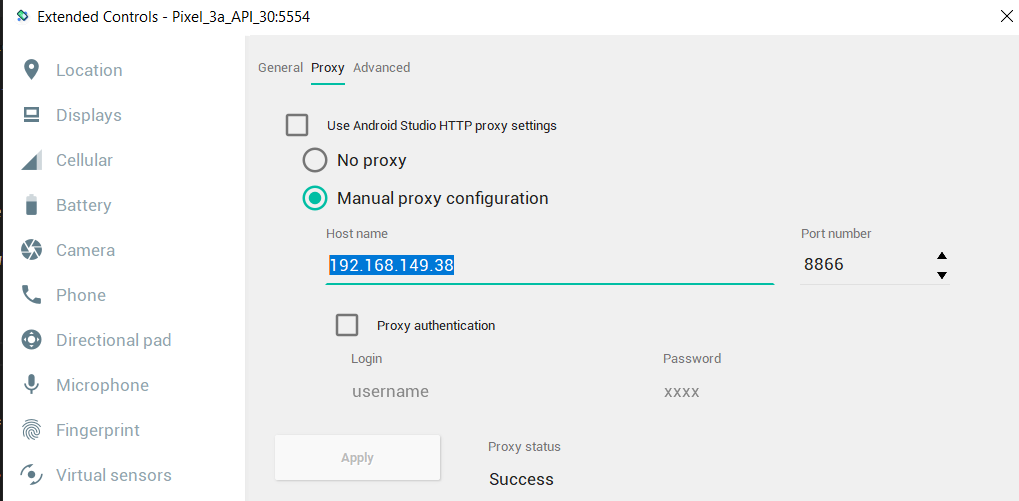 Extended Controls - Pixel_3a_API_30:5554
Location
Displays
Cellular
Battery
Camera
Phone
Directional pad
Microphone
Fingerprint
Virtual sensors
General Proxy Advanced
Use Android Studio HTTP proxy settings
No proxy
Manual proxy configuration
Host name Port number
192.168.149.38 8866
Proxy authentication
Login Password
username xxxx
Apply
Proxy status
Success